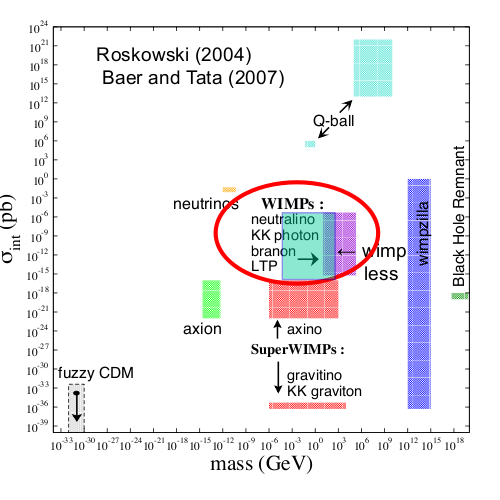 Roskowski (2004)
Baer and Tata (2007)
Q-ball
neutrinos
WIMPs :
neutralino
KK photon
branon
LTP
wimp
less
wimpzilla
Black Hole Remnant
axion
axino
SuperWIMPs :
gravitino
KK graviton
fuzzy CDM
σint (pb)
10^24
10^21
10^18
10^15
10^12
10^9
10^6
10^3
10^0
10^-3
10^-6
10^-9
10^-12
10^-15
10^-18
10^-21
10^-24
10^-27
10^-30
10^-33
10^-36
10^-39
10^-33 10^-30 10^-27 10^-24 10^-21 10^-18 10^-15 10^-12 10^-9 10^-6 10^-3 10^0 10^3 10^6 10^9 10^12 10^15 10^18
mass (GeV)